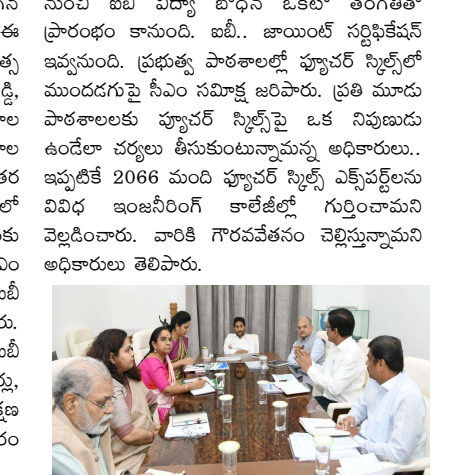 నుంచి ఐబీ విద్యా బోధన ఒకటో తరగతితో
ప్రారంభం కానుంది. ఐబీ.. జాయింట్ సర్టిఫికేషన్
ఇవ్వనుంది. ప్రభుత్వ పాఠశాలల్లో ఫ్యూచర్ స్కిల్స్‌లో
ముందడగుపై సీఎం సమీక్ష జరిపారు. ప్రతి మూడు
పాఠశాలలకు ప్యూచర్ స్కిల్స్‌పై ఒక నిపుణుడు
ఉండేలా చర్యలు తీసుకుంటున్నామన్న అధికారులు..
ఇప్పటికే 2066 మంది ఫ్యూచర్ స్కిల్స్ ఎక్స్‌పర్ట్‌లను
వివిధ ఇంజనీరింగ్ కాలేజీల్లో గుర్తించామని
వెల్లడించారు. వారికి గౌరవవేతనం చెల్లిస్తున్నామని
అధికారులు తెలిపారు.